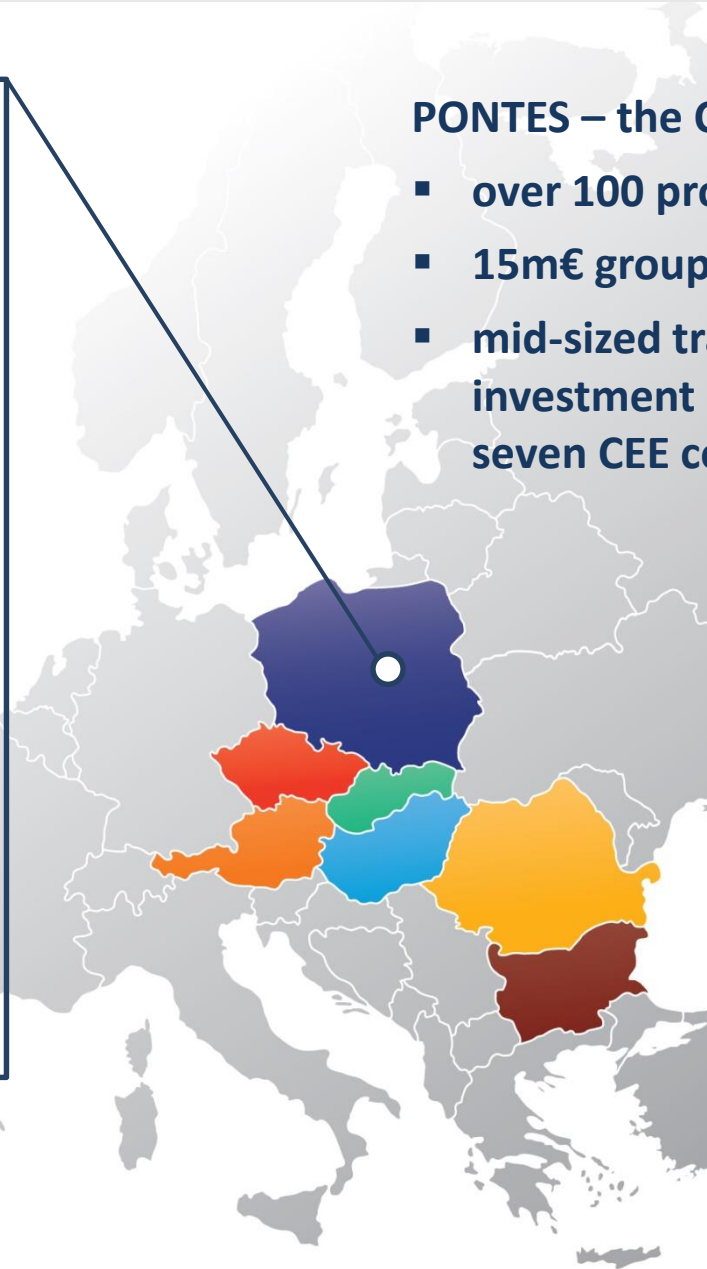 PONTES – the
▪ over 100
▪ 15m€ group
▪ mid-sized
investment
seven CEE